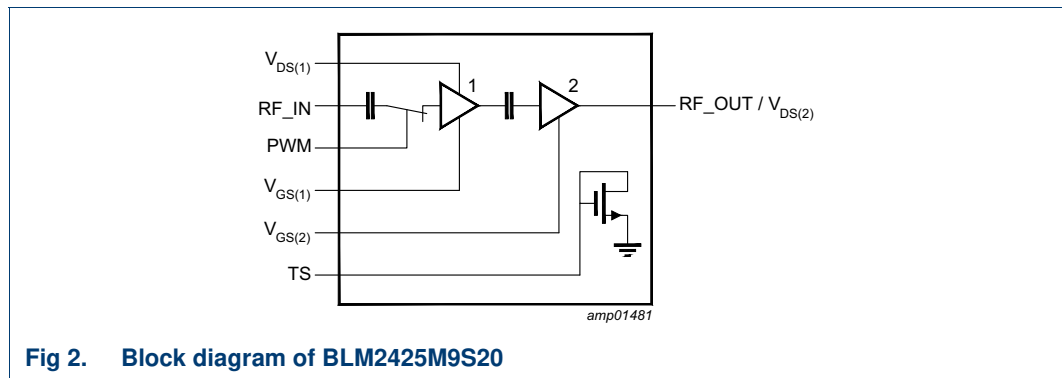 V_DS(1)
1
2
RF_IN
RF_OUT / V_DS(2)
PWM
V_GS(1)
V_GS(2)
TS
amp01481
Fig 2. Block diagram of BLM2425M9S20